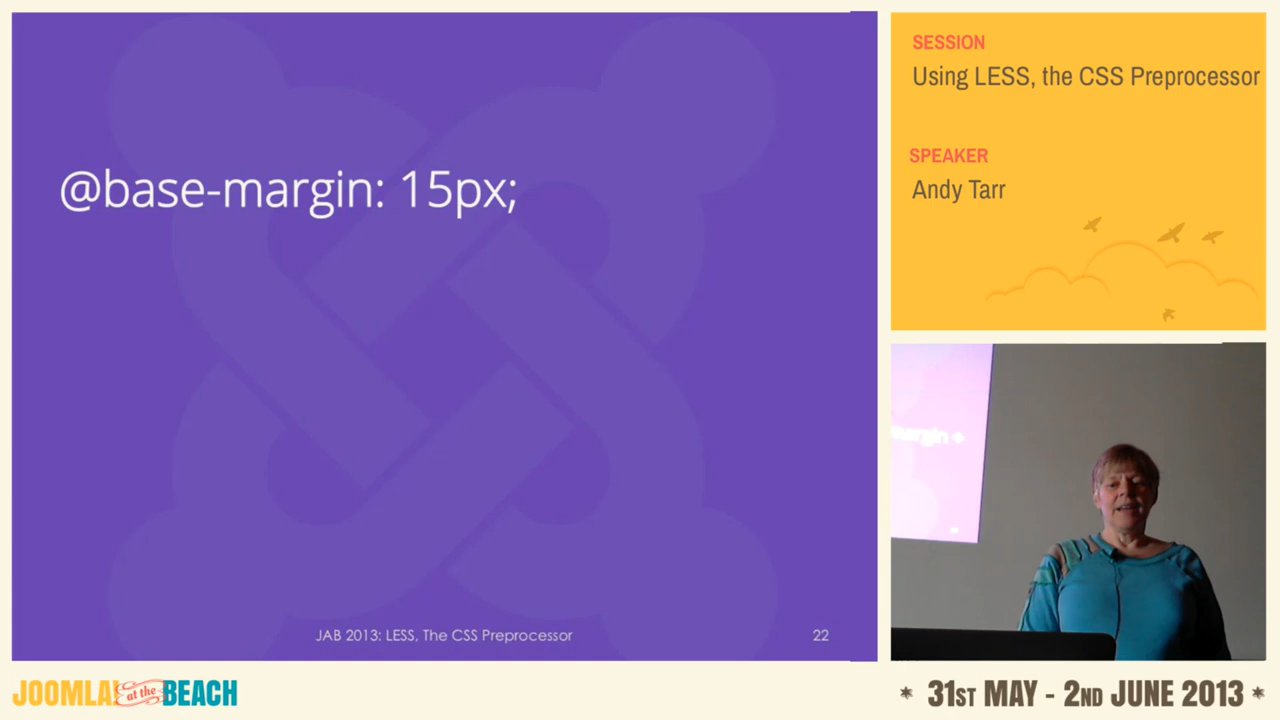 @base-margin: 15px;
JAB 2013: LESS, The CSS Preprocessor
22
SESSION
Using LESS, the CSS Preprocessor
SPEAKER
Andy Tarr
margin +
JOOMLA! at the BEACH
* 31ST MAY - 2ND JUNE 2013 *